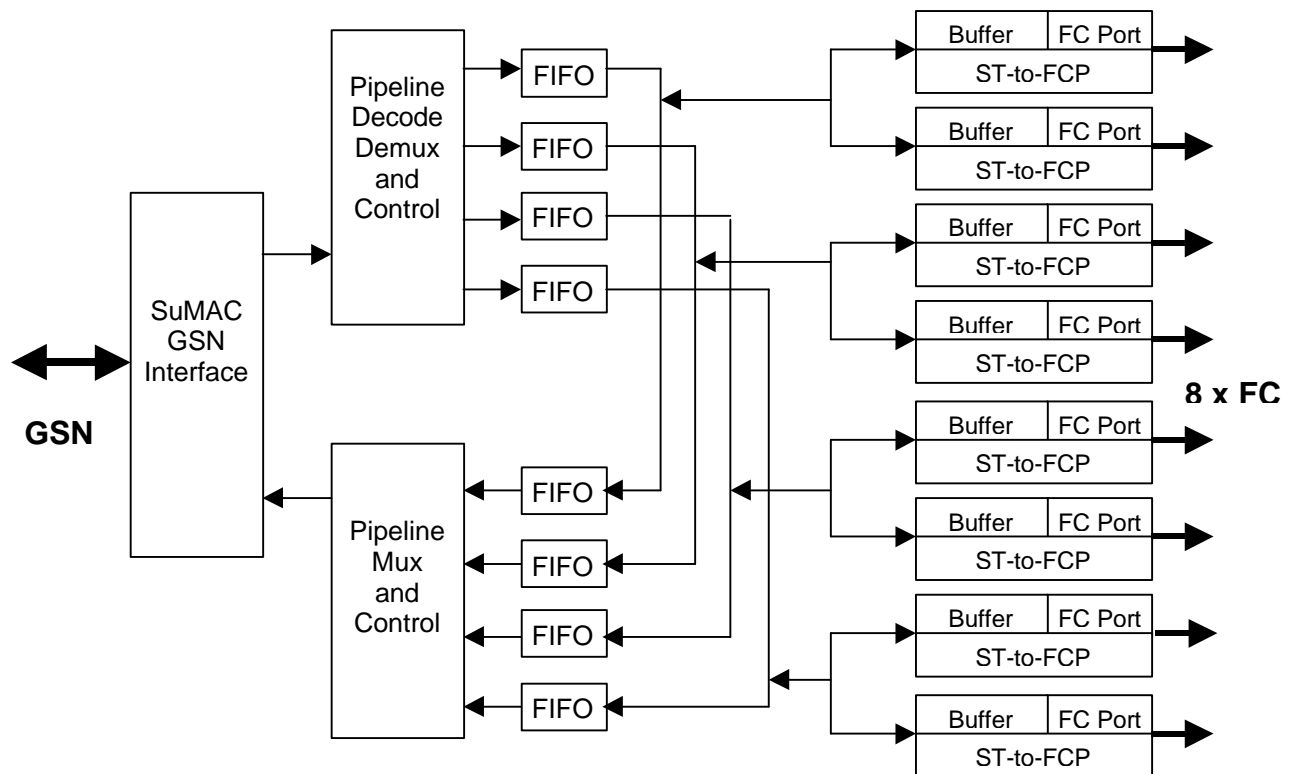 GSN
SuMAC
GSN
Interface
Pipeline
Decode
Demux
and
Control
FIFO
FIFO
FIFO
FIFO
Pipeline
Mux
and
Control
FIFO
FIFO
FIFO
FIFO
Buffer FC Port
ST-to-FCP
Buffer FC Port
ST-to-FCP
Buffer FC Port
ST-to-FCP
Buffer FC Port
ST-to-FCP
8 x FC
Buffer FC Port
ST-to-FCP
Buffer FC Port
ST-to-FCP
Buffer FC Port
ST-to-FCP
Buffer FC Port
ST-to-FCP